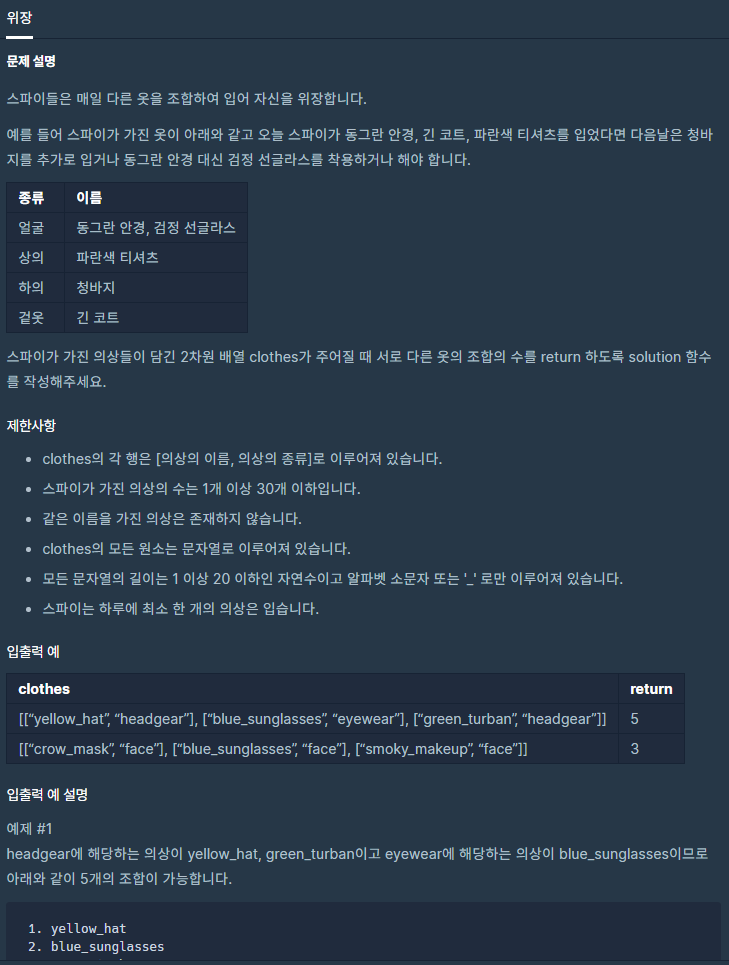 위장
문제 설명
스파이들은 매일 다른 옷을 조합하여 입어 자신을 위장합니다.
예를 들어 스파이가 가진 옷이 아래와 같고 오늘 스파이가 동그란 안경, 긴 코트, 파란색 티셔츠를 입었다면 다음날은 청바
지를 추가로 입거나 동그란 안경 대신 검정 선글라스를 착용하거나 해야 합니다.
종류 이름
얼굴 동그란 안경, 검정 선글라스
상의 파란색 티셔츠
하의 청바지
겉옷 긴 코트
스파이가 가진 의상들이 담긴 2차원 배열 clothes가 주어질 때 서로 다른 옷의 조합의 수를 return 하도록 solution 함수
를 작성해주세요.
제한사항
• clothes의 각 행은 [의상의 이름, 의상의 종류]로 이루어져 있습니다.
• 스파이가 가진 의상의 수는 1개 이상 30개 이하입니다.
• 같은 이름을 가진 의상은 존재하지 않습니다.
• clothes의 모든 원소는 문자열로 이루어져 있습니다.
• 모든 문자열의 길이는 1 이상 20 이하인 자연수이고 알파벳 소문자 또는 '_' 로만 이루어져 있습니다.
• 스파이는 하루에 최소 한 개의 의상은 입습니다.
입출력 예
clothes return
[[“yellow_hat”, “headgear”], [“blue_sunglasses”, “eyewear”], [“green_turban”, “headgear”]] 5
[[“crow_mask”, “face”], [“blue_sunglasses”, “face”], [“smoky_makeup”, “face”]] 3
입출력 예 설명
예제 #1
headgear에 해당하는 의상이 yellow_hat, green_turban이고 eyewear에 해당하는 의상이 blue_sunglasses이므로
아래와 같이 5개의 조합이 가능합니다.
1. yellow_hat
2. blue_sunglasses